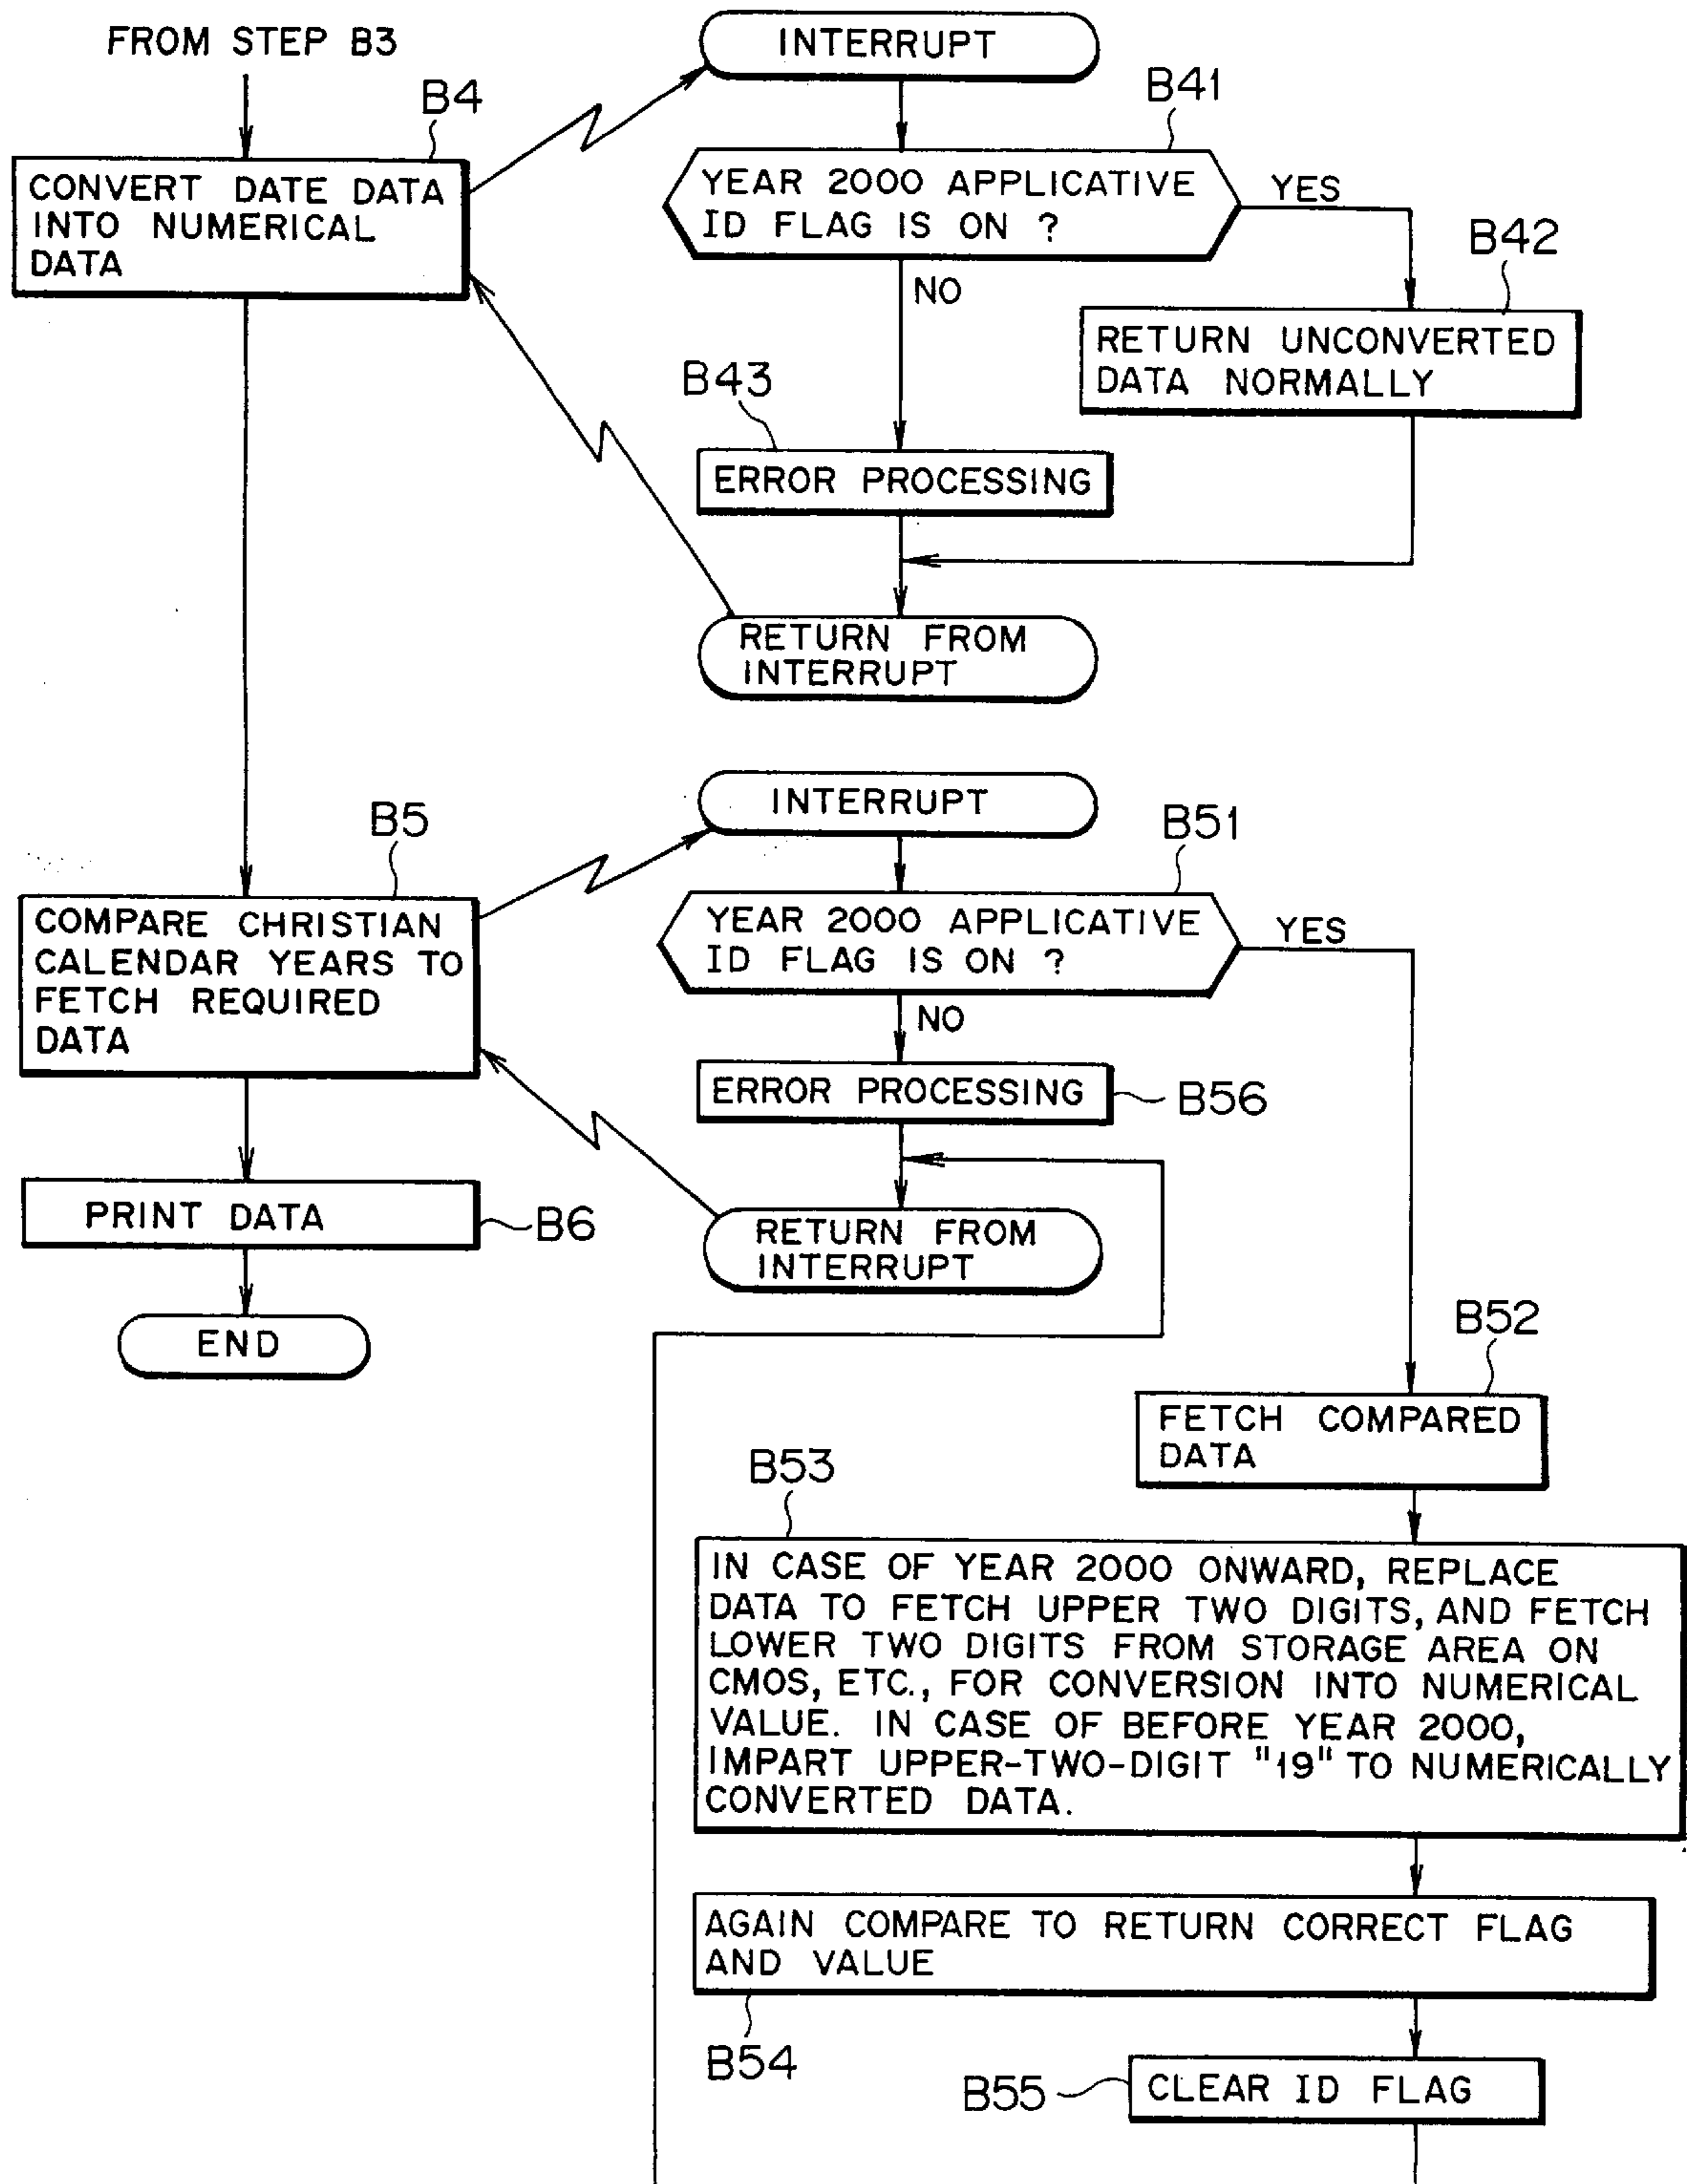 FROM STEP B3
B4
CONVERT DATE DATA
INTO NUMERICAL
DATA
INTERRUPT
B41
YEAR 2000 APPLICATIVE
ID FLAG IS ON ?
YES
NO
B42
RETURN UNCONVERTED
DATA NORMALLY
B43
ERROR PROCESSING
RETURN FROM
INTERRUPT
B5
COMPARE CHRISTIAN
CALENDAR YEARS TO
FETCH REQUIRED
DATA
INTERRUPT
B51
YEAR 2000 APPLICATIVE
ID FLAG IS ON ?
YES
NO
ERROR PROCESSING
B56
RETURN FROM
INTERRUPT
PRINT DATA
B6
END
B52
FETCH COMPARED
DATA
B53
IN CASE OF YEAR 2000 ONWARD, REPLACE
DATA TO FETCH UPPER TWO DIGITS, AND FETCH
LOWER TWO DIGITS FROM STORAGE AREA ON
CMOS, ETC., FOR CONVERSION INTO NUMERICAL
VALUE. IN CASE OF BEFORE YEAR 2000,
IMPART UPPER-TWO-DIGIT "19" TO NUMERICALLY
CONVERTED DATA.
AGAIN COMPARE TO RETURN CORRECT FLAG
AND VALUE
B54
B55
CLEAR ID FLAG